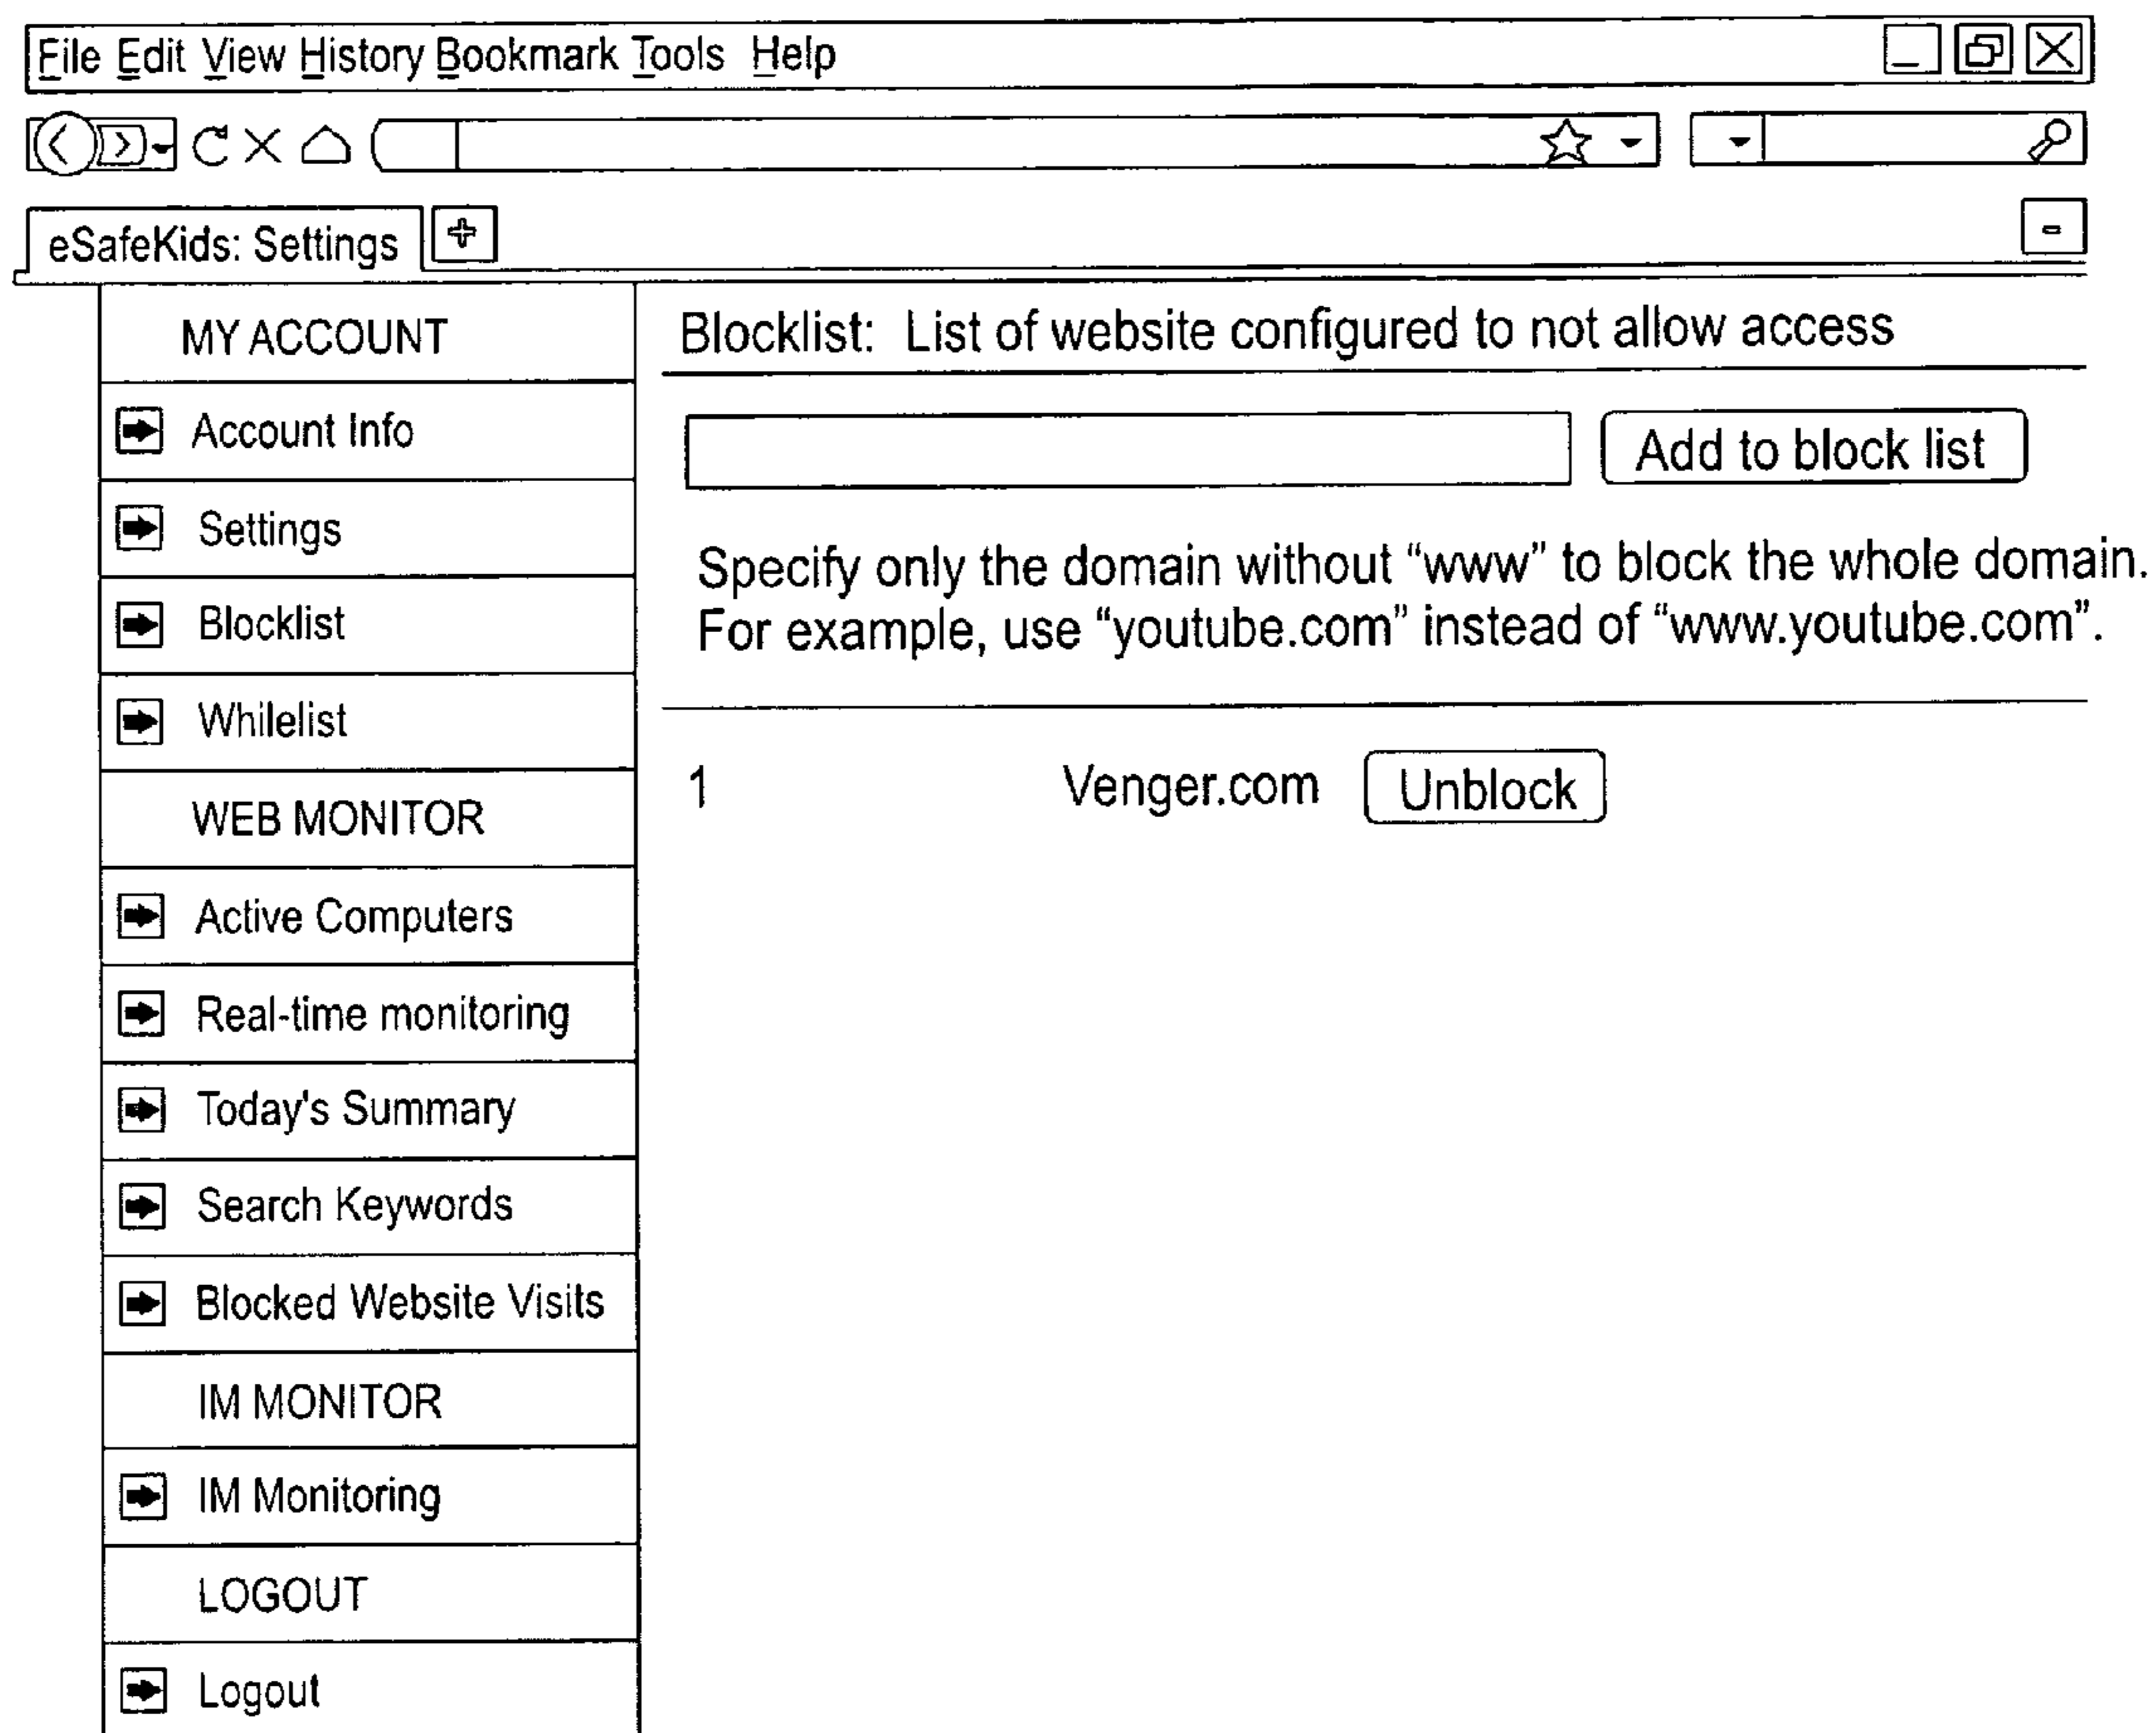 File Edit View History Bookmark Tools Help
eSafeKids: Settings
MY ACCOUNT
Account Info
Settings
Blocklist
Whilelist
WEB MONITOR
Active Computers
Real-time monitoring
Today's Summary
Search Keywords
Blocked Website Visits
IM MONITOR
IM Monitoring
LOGOUT
Logout
Blocklist: List of website configured to not allow access
Add to block list
Specify only the domain without “www” to block the whole domain.
For example, use “youtube.com” instead of “www.youtube.com”.
1 Venger.com Unblock